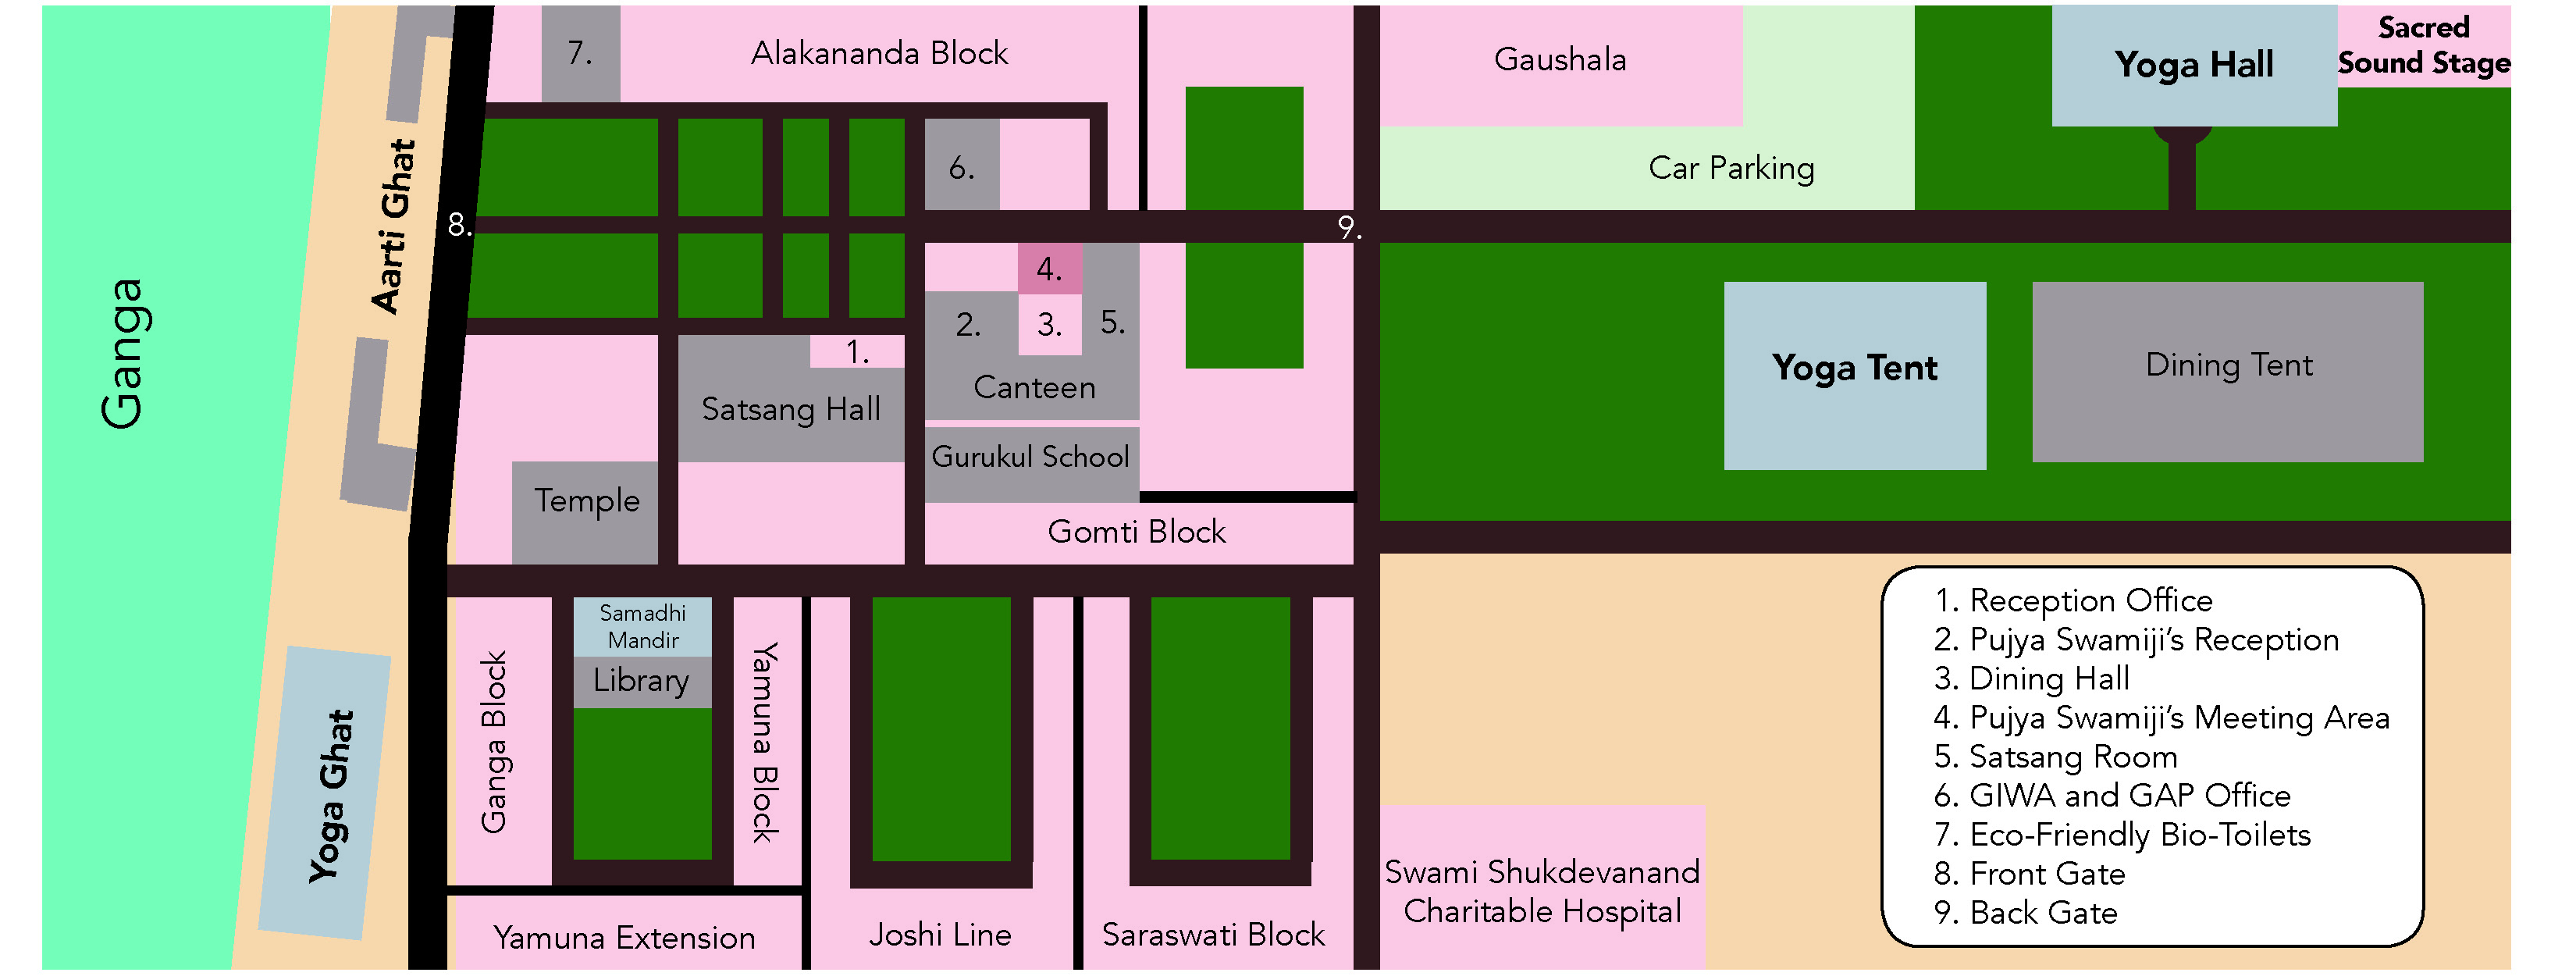 7.
Alakananda Block
Gaushala
Yoga Hall
Sacred
Sound Stage
Aarti Ghat
6.
Car Parking
8.
9.
Ganga
4.
2.
3.
5.
1.
Canteen
Satsang Hall
Yoga Tent
Dining Tent
Gurukul School
Temple
Gomti Block
Samadhi
Mandir
Library
Ganga Block
Yamuna Block
Yoga Ghat
Yamuna Extension
Joshi Line
Saraswati Block
Swami Shukdevanand
Charitable Hospital
1. Reception Office
2. Pujya Swamiji’s Reception
3. Dining Hall
4. Pujya Swamiji’s Meeting Area
5. Satsang Room
6. GIWA and GAP Office
7. Eco-Friendly Bio-Toilets
8. Front Gate
9. Back Gate